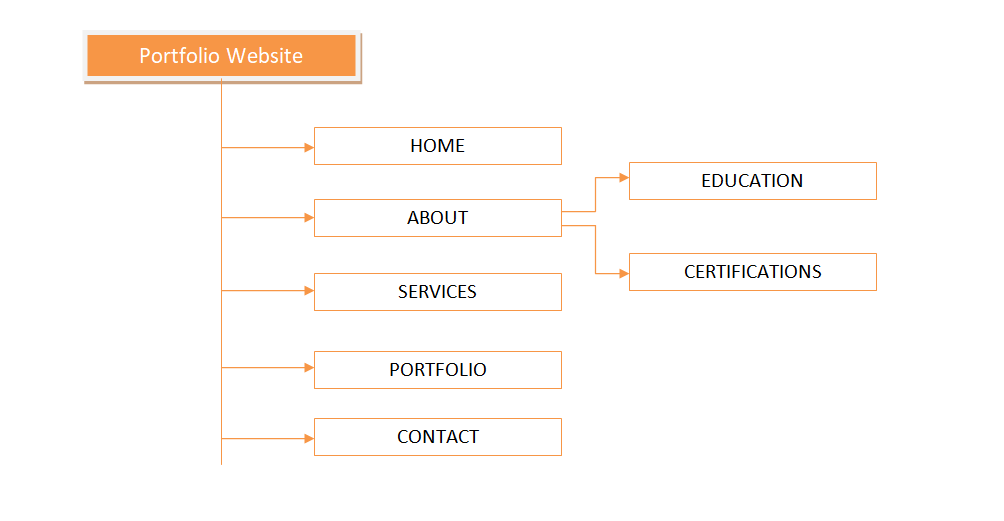 Portfolio Website
HOME
ABOUT
EDUCATION
CERTIFICATIONS
SERVICES
PORTFOLIO
CONTACT